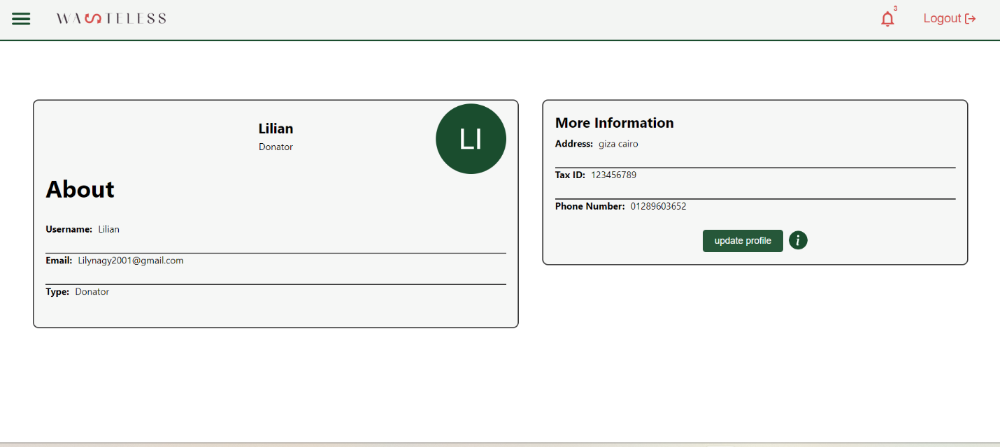 WASTELESS
3
Logout
Lilian
Donator
LI
About
Username: Lilian
Email: Lilynagy2001@gmail.com
Type: Donator
More Information
Address: giza cairo
Tax ID: 123456789
Phone Number: 01289603652
update profile
i